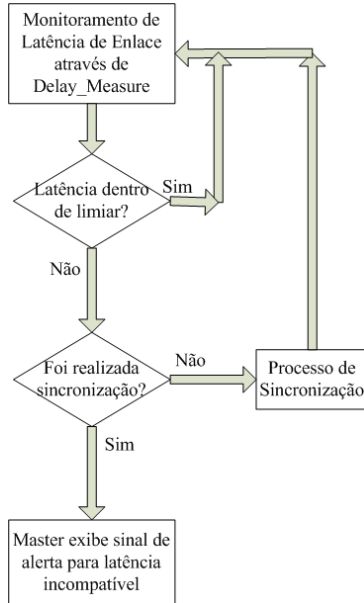 Monitoramento de
Latência de Enlace
através de
Delay_Measure
Latência dentro
de limiar?
Sim
Não
Foi realizada
sincronização?
Não
Processo de
Sincronização
Sim
Master exibe sinal de
alerta para latência
incompatível